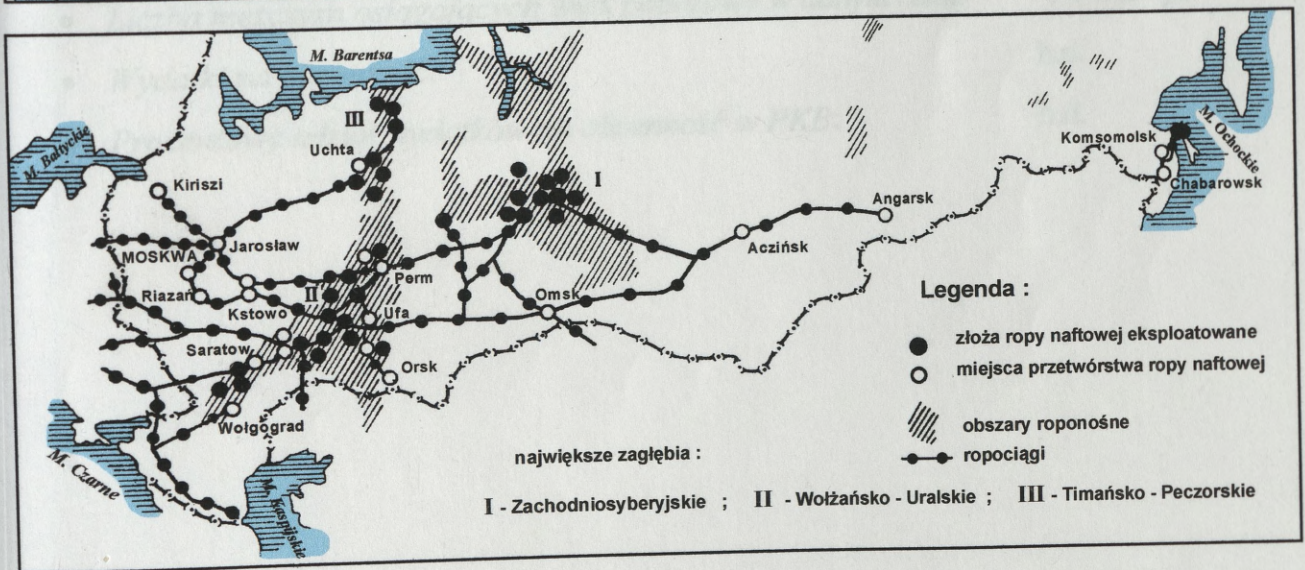 M. Barentsa
M. Bałtyckie
III
Uchta
Kiriszi
I
Komsomolsk
M. Ochockie
Chabarowsk
Angarsk
Aczińsk
Jarosław
MOSKWA
Perm
II
Riazań
Kstowo
Ufa
Omsk
Saratow
Orsk
Wołgograd
M. Czarne
M. Kaspijskie
Legenda :
złoża ropy naftowej eksploatowane
miejsca przetwórstwa ropy naftowej
obszary roponośne
ropociągi
największe zagłębia :
I - Zachodniosyberyjskie ; II - Wołżańsko - Uralskie ; III - Timańsko - Peczorskie